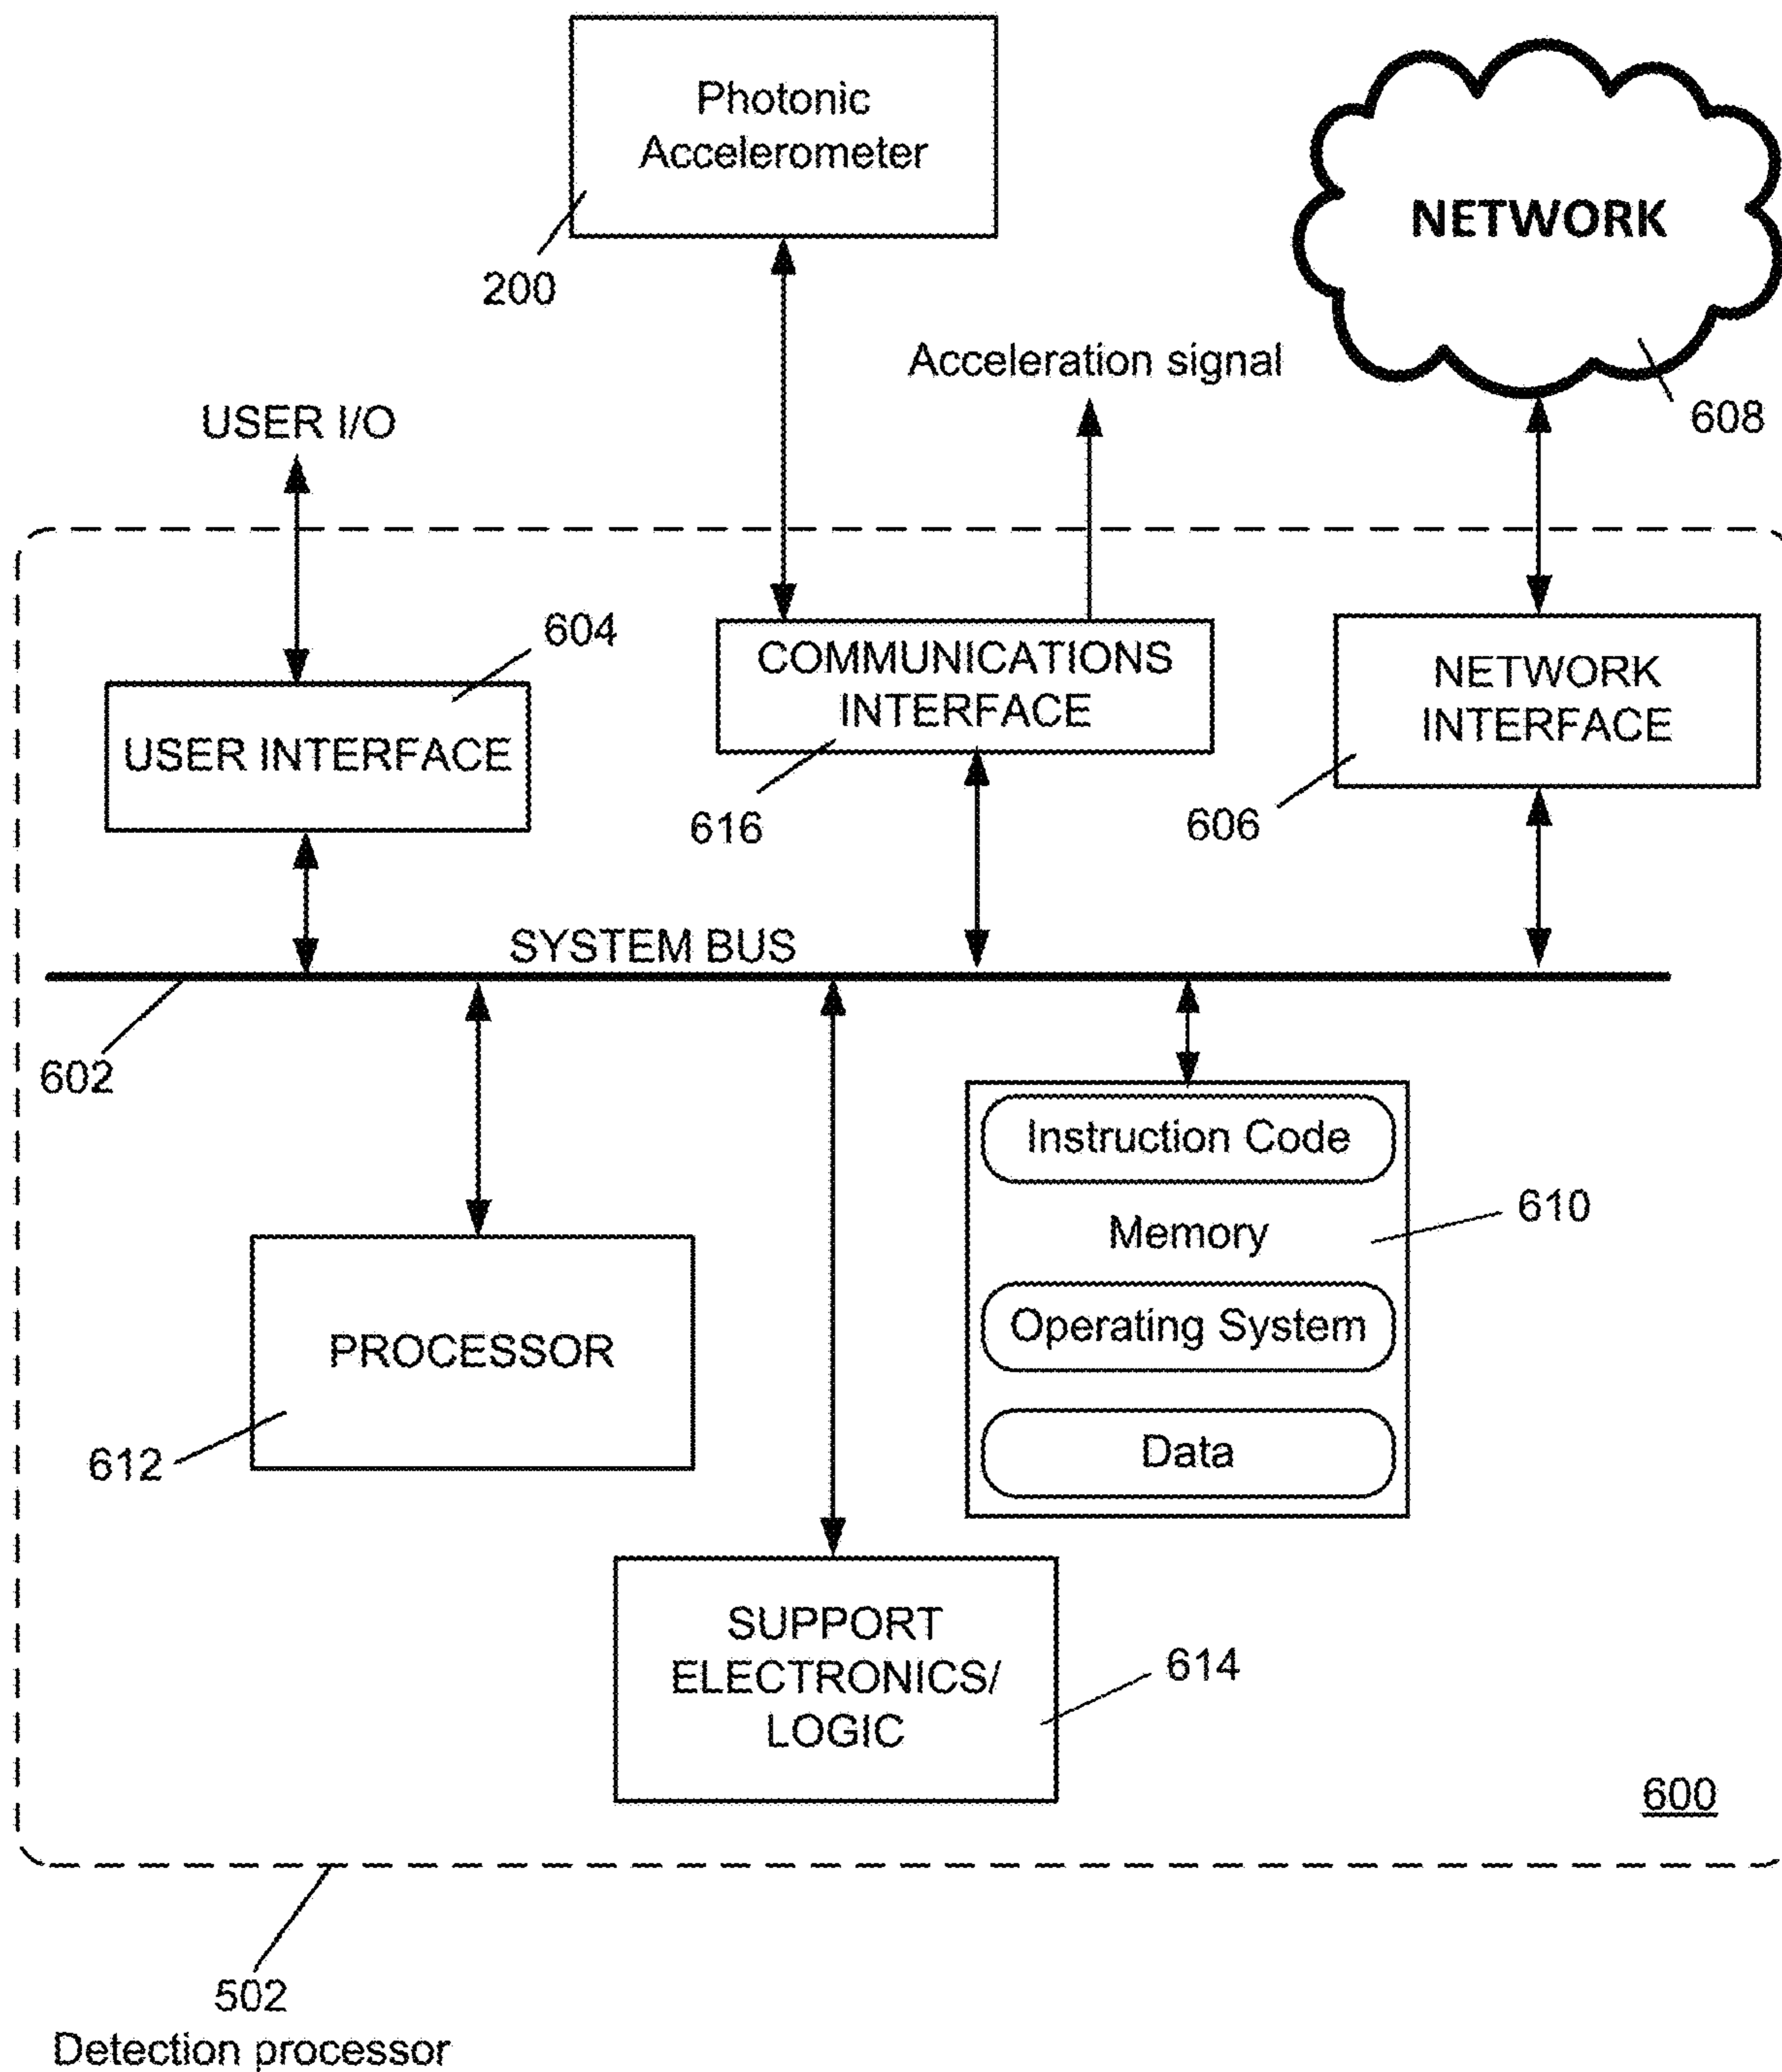 Photonic
Accelerometer
200
NETWORK
608
Acceleration signal
USER I/O
604
COMMUNICATIONS
INTERFACE
616
NETWORK
INTERFACE
606
USER INTERFACE
SYSTEM BUS
602
Instruction Code
Memory
610
Operating System
Data
PROCESSOR
612
SUPPORT
ELECTRONICS/
LOGIC
614
600
502
Detection processor